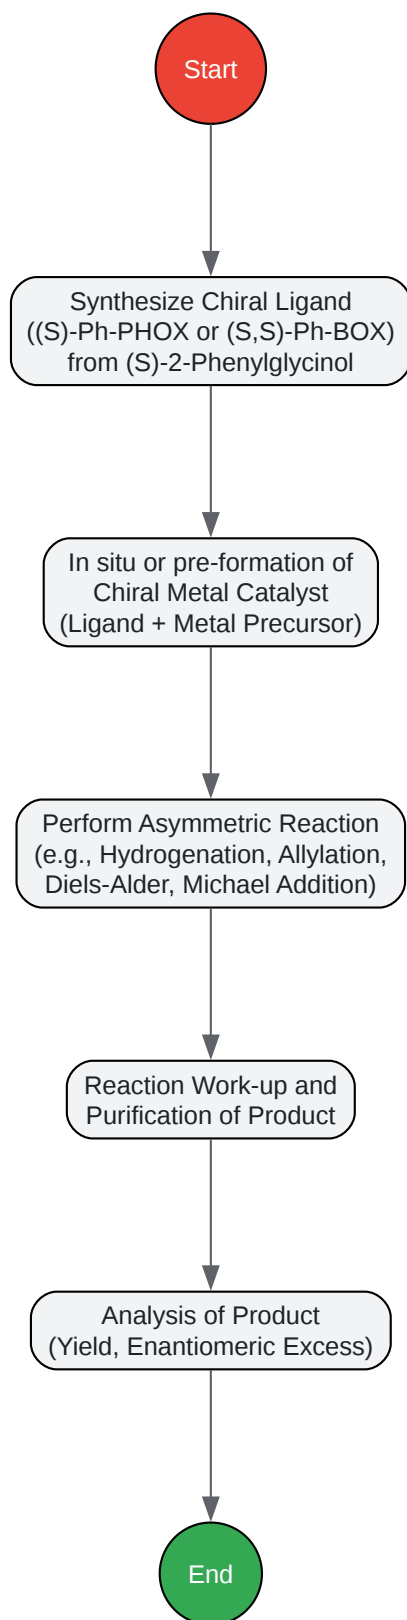 Start
Synthesize Chiral Ligand
((S)-Ph-PHOX or (S,S)-Ph-BOX)
from (S)-2-Phenylglycinol
In situ or pre-formation of
Chiral Metal Catalyst
(Ligand + Metal Precursor)
Perform Asymmetric Reaction
(e.g., Hydrogenation, Allylation,
Diels-Alder, Michael Addition)
Reaction Work-up and
Purification of Product
Analysis of Product
(Yield, Enantiomeric Excess)
End